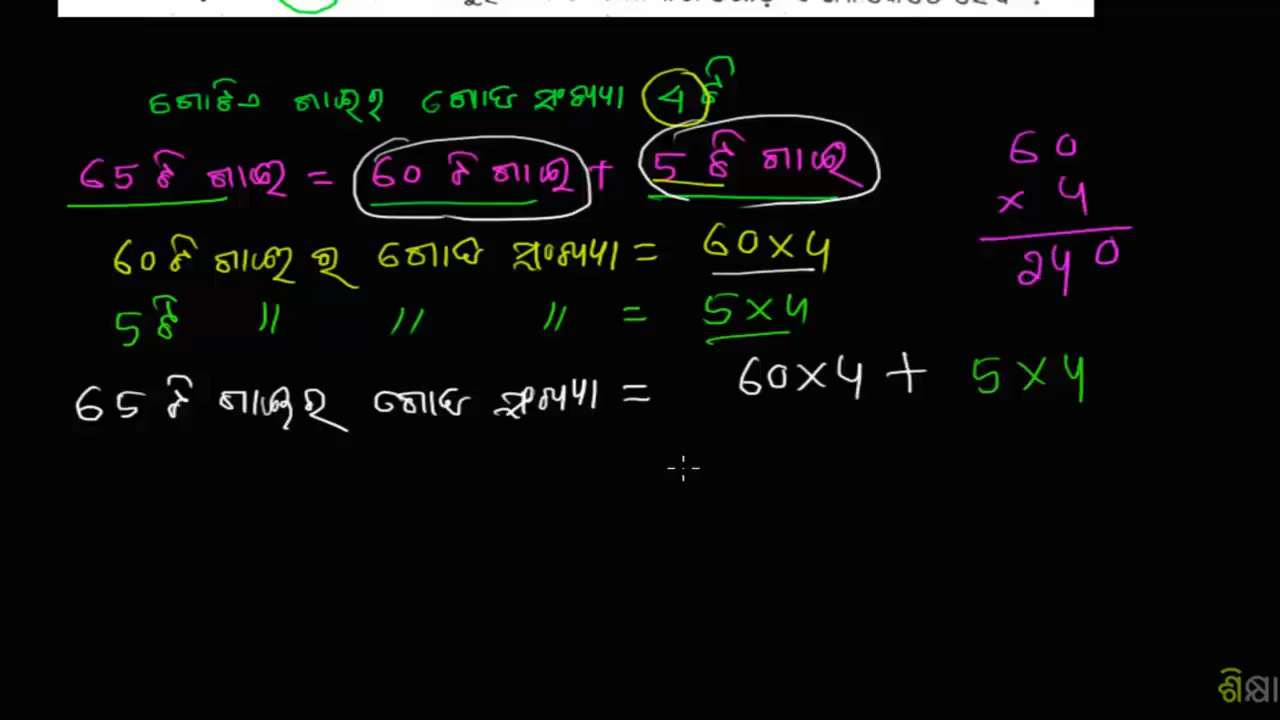 ଗୋଟିଏ ଗାଈର ଗୋଡ ସଂଖ୍ୟା 4 ଟି
65 ଟି ଗାଈ = 60 ଟି ଗାଈ + 5 ଟି ଗାଈ
60 ଟି ଗାଈ ର ଗୋଡ ସଂଖ୍ୟା = 60 × 4
5 ଟି " " " = 5 × 4
65 ଟି ଗାଈର ଗୋଡ ସଂଖ୍ୟା = 60 × 4 + 5 × 4
60
× 4
240
ଶିକ୍ଷା